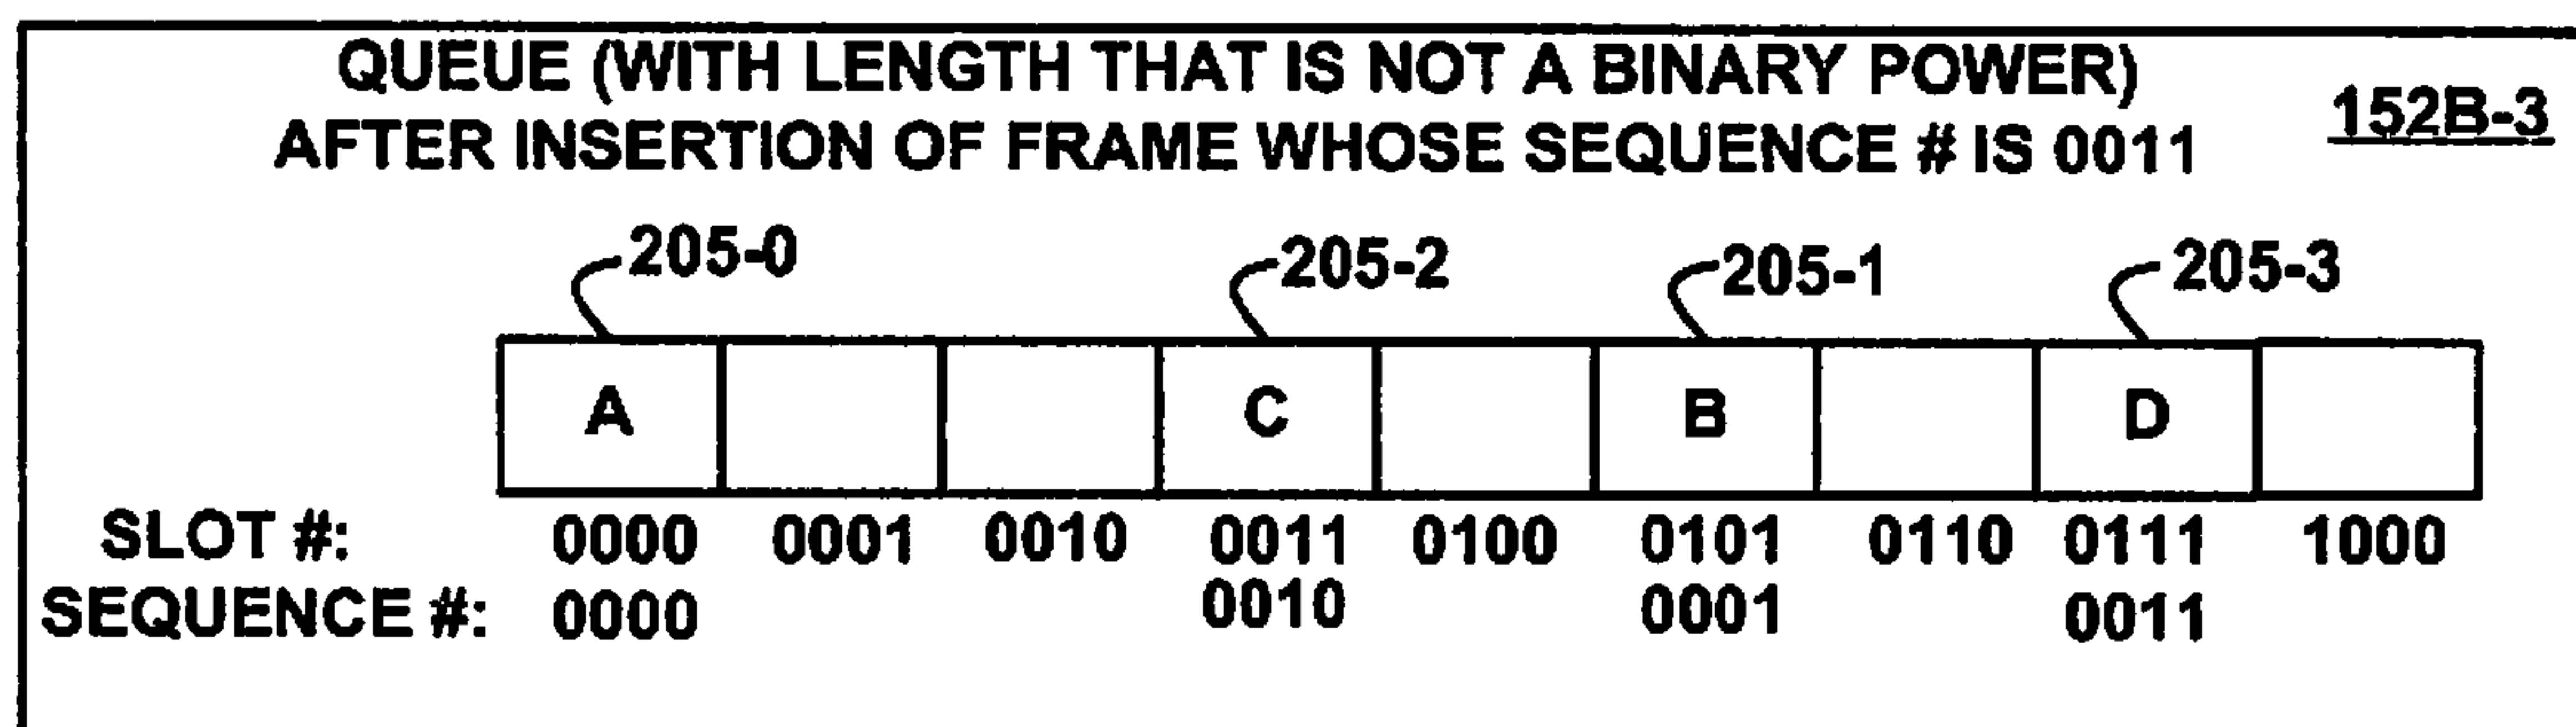 QUEUE (WITH LENGTH THAT IS NOT A BINARY POWER)
AFTER INSERTION OF FRAME WHOSE SEQUENCE # IS 0011
152B-3
205-0 205-2 205-1 205-3
A C B D
SLOT #: 0000 0001 0010 0011 0100 0101 0110 0111 1000
SEQUENCE #: 0000 0010 0001 0011